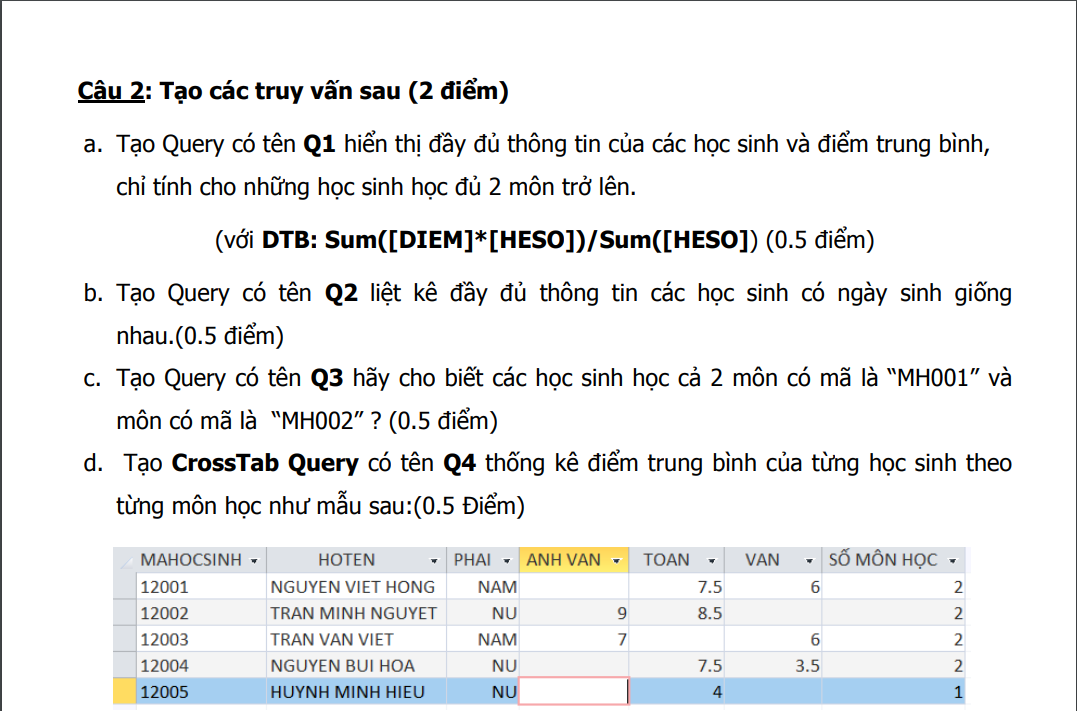 Câu 2: Tạo các truy vấn sau (2 điểm)
a. Tạo Query có tên Q1 hiển thị đầy đủ thông tin của các học sinh và điểm trung bình,
chỉ tính cho những học sinh học đủ 2 môn trở lên.
(với DTB: Sum([DIEM]*[HESO])/Sum([HESO]) (0.5 điểm)
b. Tạo Query có tên Q2 liệt kê đầy đủ thông tin các học sinh có ngày sinh giống
nhau.(0.5 điểm)
c. Tạo Query có tên Q3 hãy cho biết các học sinh học cả 2 môn có mã là “MH001” và
môn có mã là “MH002” ? (0.5 điểm)
d. Tạo CrossTab Query có tên Q4 thống kê điểm trung bình của từng học sinh theo
từng môn học như mẫu sau:(0.5 Điểm)
MAHOCSINH HOTEN PHAI ANH VAN TOAN VAN SỐ MÔN HỌC
12001 NGUYEN VIET HONG NAM 7.5 6 2
12002 TRAN MINH NGUYET NU 9 8.5 2
12003 TRAN VAN VIET NAM 7 6 2
12004 NGUYEN BUI HOA NU 7.5 3.5 2
12005 HUYNH MINH HIEU NU 4 1